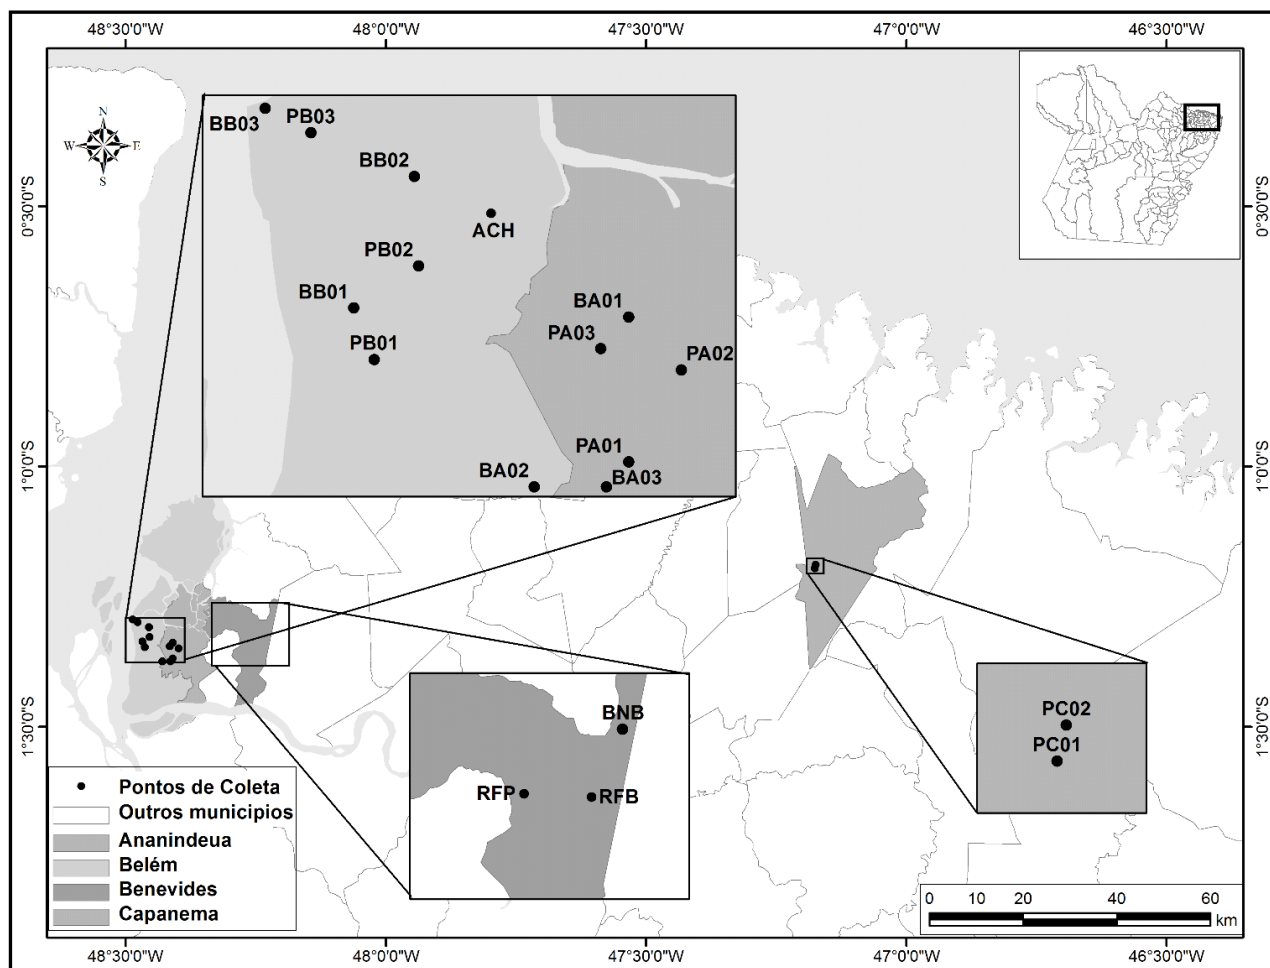 48°30'0"W 48°0'0"W 47°30'0"W 47°0'0"W 46°30'0"W
N
W E
S
0°30'0"S
0°30'0"S
1°0'0"S
1°0'0"S
1°30'0"S
1°30'0"S
BB03
PB03
BB02
ACH
PB02
BB01
PB01
BA01
PA03
PA02
PA01
BA02
BA03
BNB
RFP
RFB
PC02
PC01
Pontos de Coleta
Outros municipios
Ananindeua
Belém
Benevides
Capanema
0 10 20 40 60
km
48°30'0"W 48°0'0"W 47°30'0"W 47°0'0"W 46°30'0"W